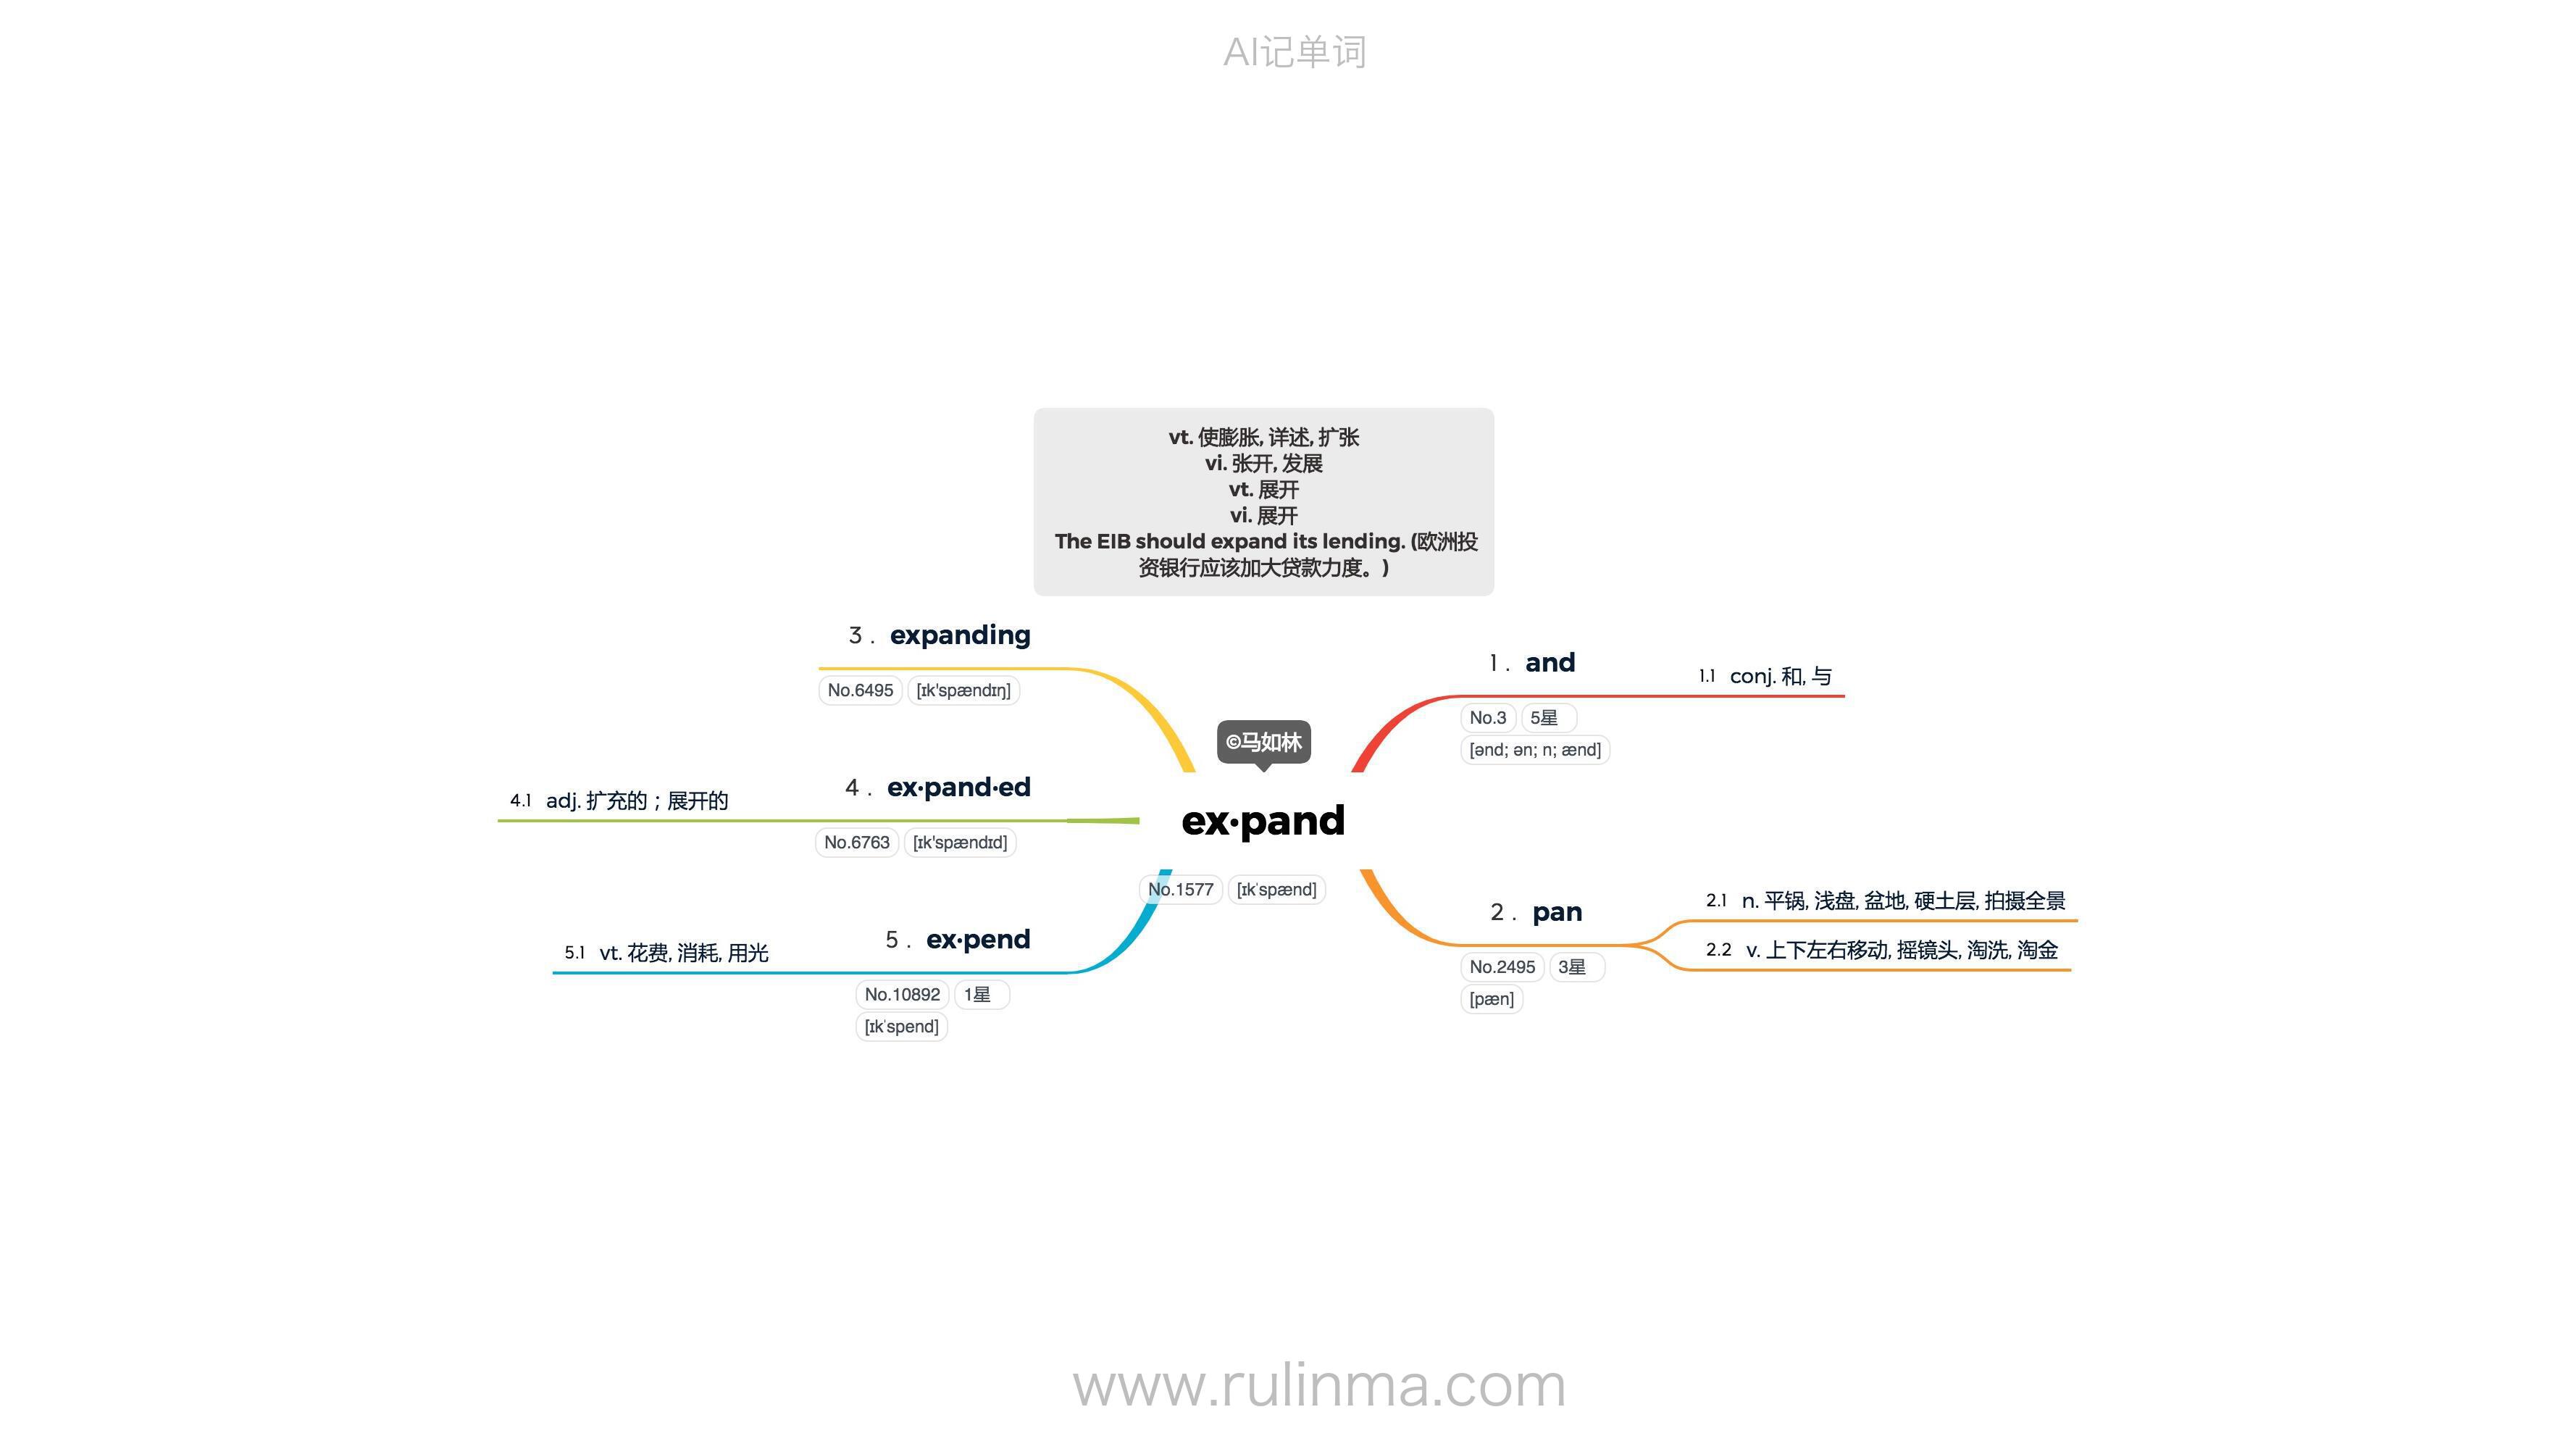 AI记单词
vt. 使膨胀, 详述, 扩张
vi. 张开, 发展
vt. 展开
vi. 展开
The EIB should expand its lending. (欧洲投
资银行应该加大贷款力度。)
©马如林
ex·pand
No.1577 [ɪkˈspænd]
1 . and
No.3 5星
[ənd; ən; n; ænd]
1.1 conj. 和, 与
2 . pan
No.2495 3星
[pæn]
2.1 n. 平锅, 浅盘, 盆地, 硬土层, 拍摄全景
2.2 v. 上下左右移动, 摇镜头, 淘洗, 淘金
3 . expanding
No.6495 [ɪk'spændɪŋ]
4 . ex·pand·ed
No.6763 [ɪk'spændɪd]
4.1 adj. 扩充的；展开的
5 . ex·pend
No.10892 1星
[ɪkˈspend]
5.1 vt. 花费, 消耗, 用光
www.rulinma.com